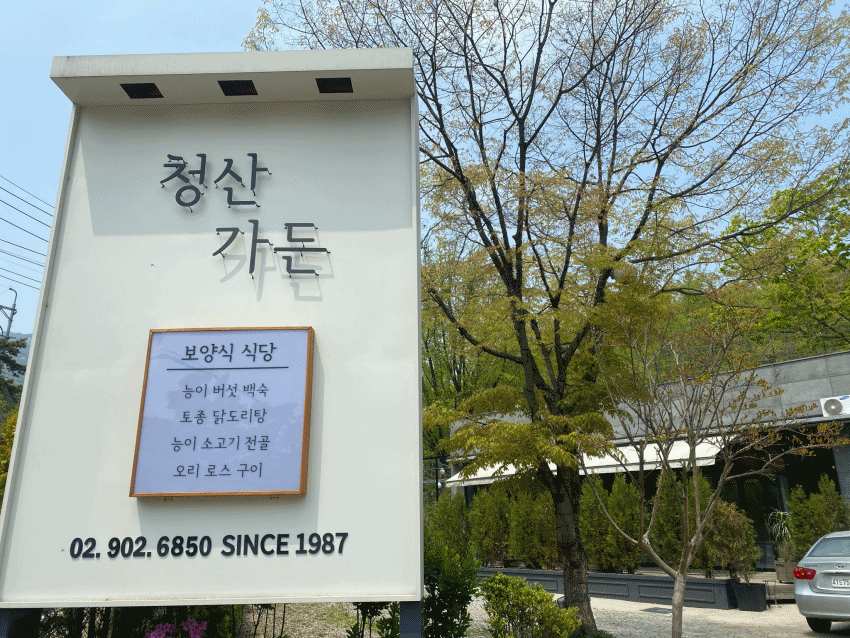 청산
가든
보양식 식당
능이 버섯 백숙
토종 닭도리탕
능이 소고기 전골
오리 로스 구이
02. 902. 6850 SINCE 1987